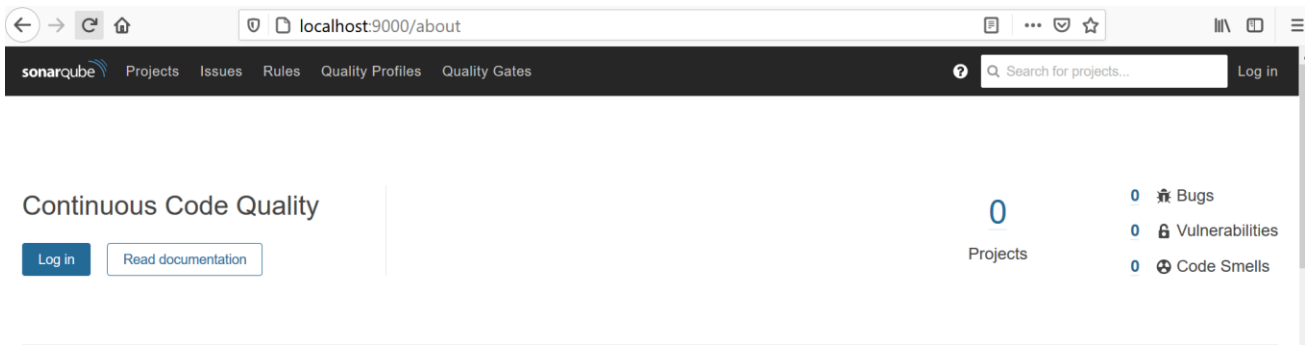 localhost:9000/about
sonarqube Projects Issues Rules Quality Profiles Quality Gates ? Search for projects... Log in
Continuous Code Quality
Log in Read documentation
0
Projects
0 Bugs
0 Vulnerabilities
0 Code Smells